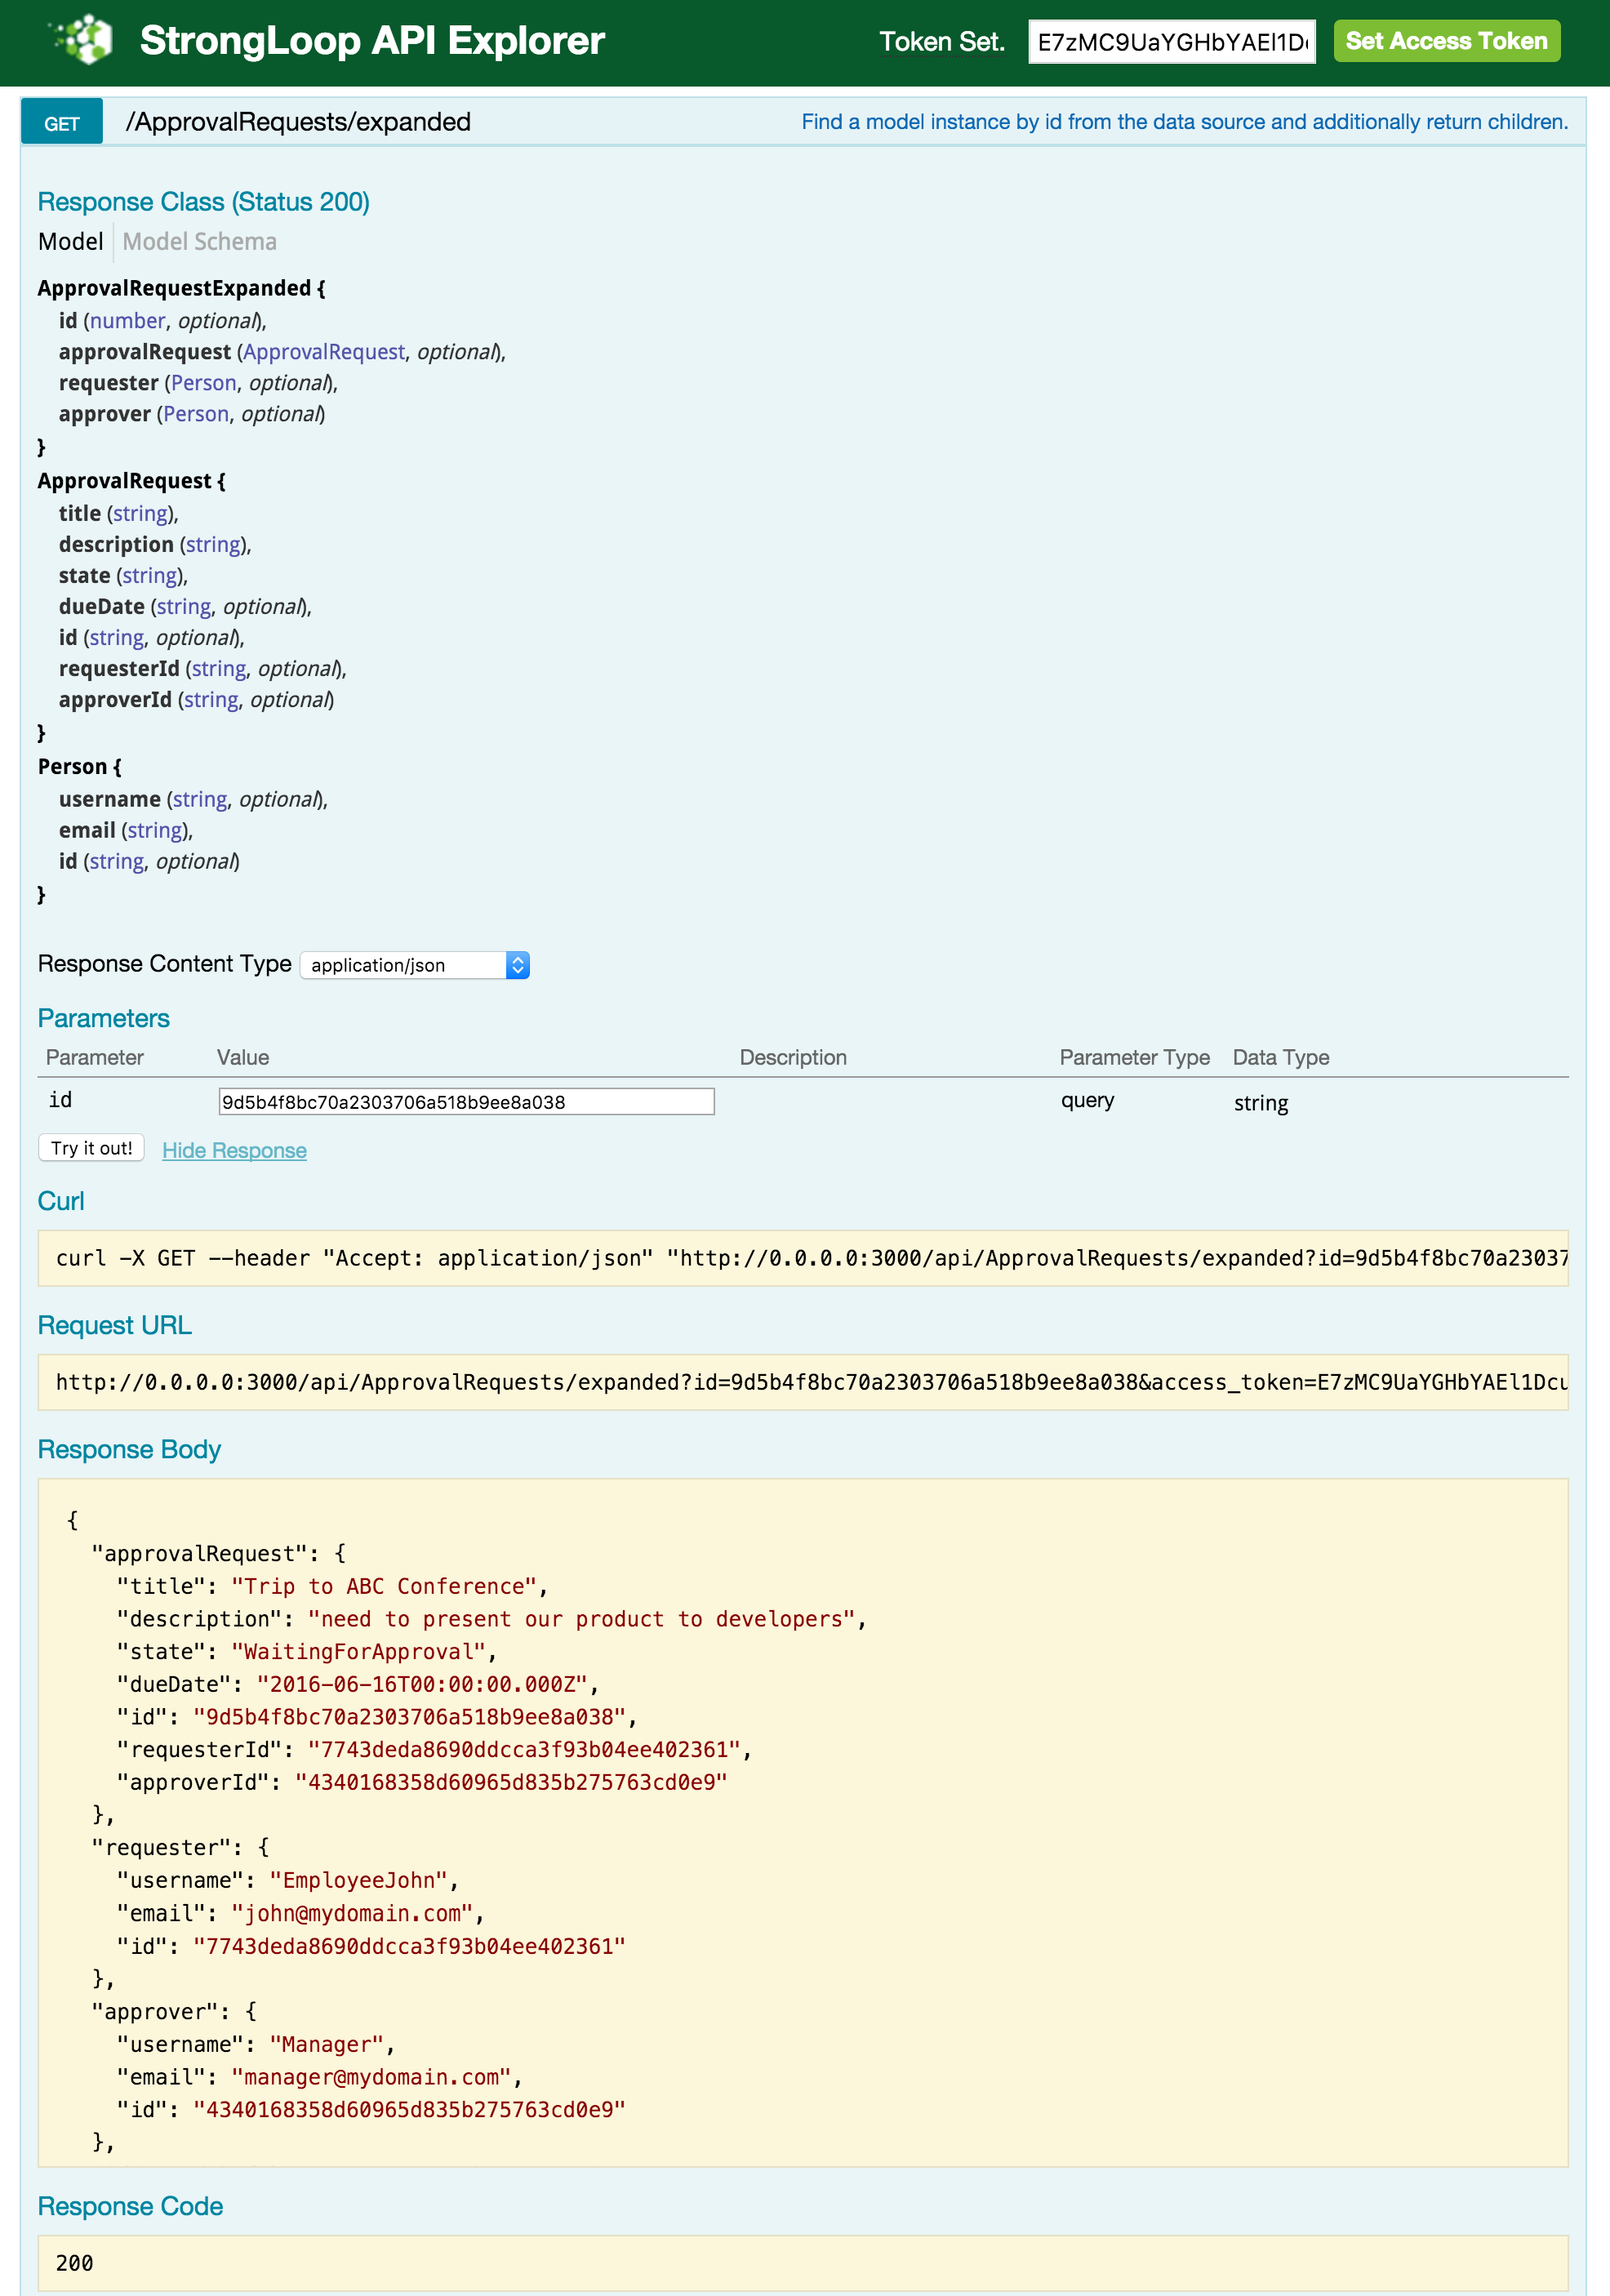 StrongLoop API Explorer Token Set. E7zMC9UaYGHbYAEl1D Set Access Token
GET /ApprovalRequests/expanded Find a model instance by id from the data source and additionally return children.
Response Class (Status 200)
Model Model Schema
ApprovalRequestExpanded {
id (number, optional),
approvalRequest (ApprovalRequest, optional),
requester (Person, optional),
approver (Person, optional)
}
ApprovalRequest {
title (string),
description (string),
state (string),
dueDate (string, optional),
id (string, optional),
requesterId (string, optional),
approverId (string, optional)
}
Person {
username (string, optional),
email (string),
id (string, optional)
}
Response Content Type application/json
Parameters
Parameter Value Description Parameter Type Data Type
id 9d5b4f8bc70a2303706a518b9ee8a038 query string
Try it out! Hide Response
Curl
curl -X GET --header "Accept: application/json" "http://0.0.0.0:3000/api/ApprovalRequests/expanded?id=9d5b4f8bc70a23037
Request URL
http://0.0.0.0:3000/api/ApprovalRequests/expanded?id=9d5b4f8bc70a2303706a518b9ee8a038&access_token=E7zMC9UaYGHbYAEl1Dcu
Response Body
{
"approvalRequest": {
"title": "Trip to ABC Conference",
"description": "need to present our product to developers",
"state": "WaitingForApproval",
"dueDate": "2016-06-16T00:00:00.000Z",
"id": "9d5b4f8bc70a2303706a518b9ee8a038",
"requesterId": "7743deda8690ddcca3f93b04ee402361",
"approverId": "4340168358d60965d835b275763cd0e9"
},
"requester": {
"username": "EmployeeJohn",
"email": "john@mydomain.com",
"id": "7743deda8690ddcca3f93b04ee402361"
},
"approver": {
"username": "Manager",
"email": "manager@mydomain.com",
"id": "4340168358d60965d835b275763cd0e9"
},
Response Code
200